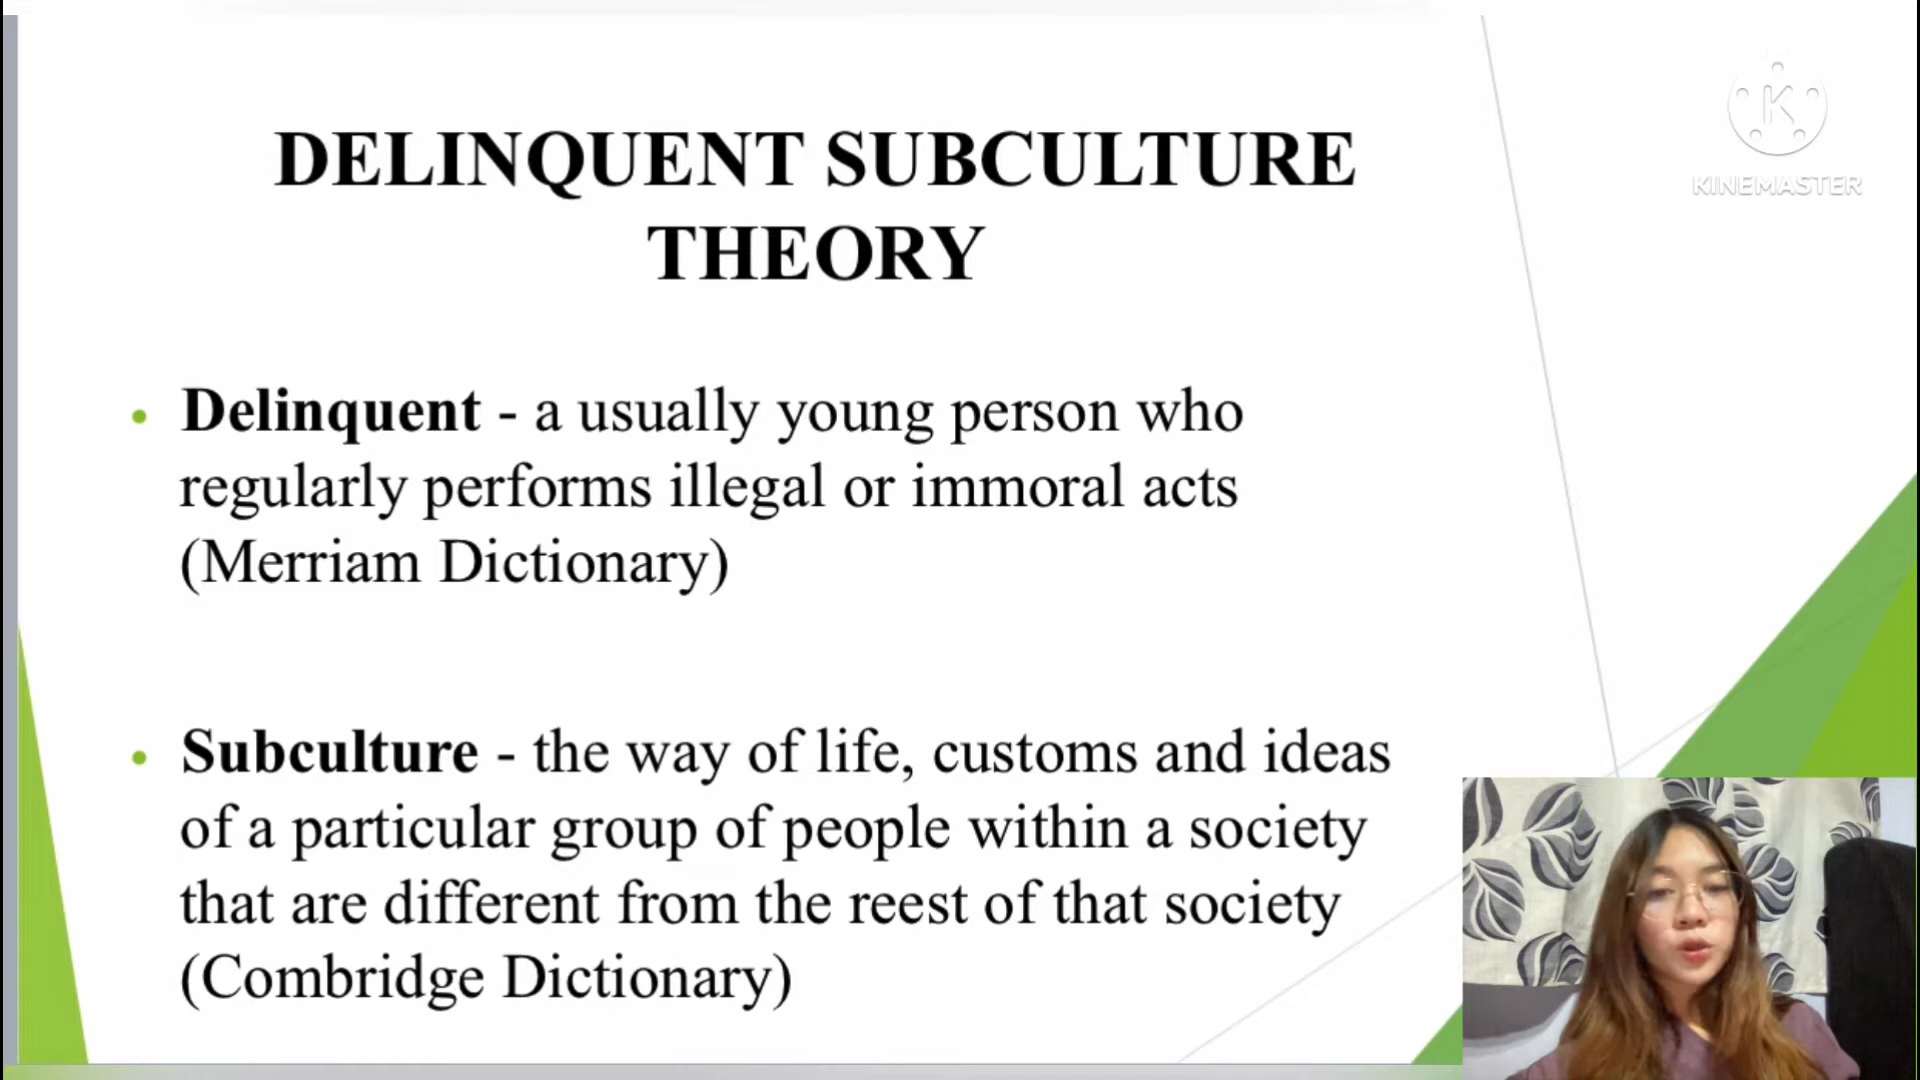 DELINQUENT SUBCULTURE
THEORY
KINEMASTER
• Delinquent - a usually young person who
regularly performs illegal or immoral acts
(Merriam Dictionary)
• Subculture - the way of life, customs and ideas
of a particular group of people within a society
that are different from the reest of that society
(Combridge Dictionary)